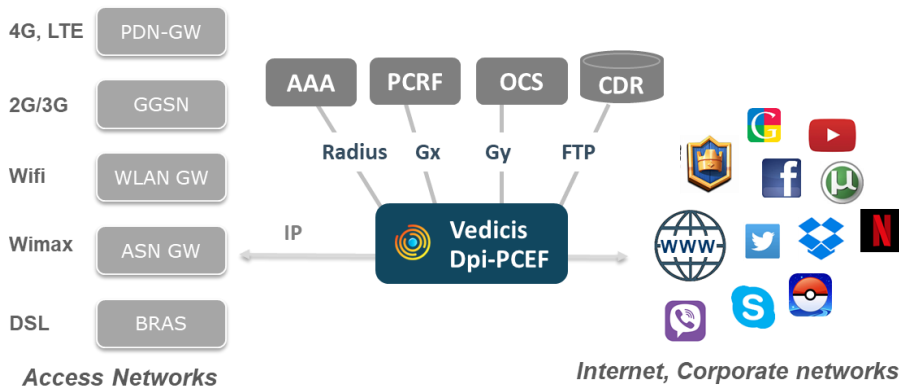 4G, LTE
PDN-GW
2G/3G
GGSN
Wifi
WLAN GW
Wimax
ASN GW
DSL
BRAS
Access Networks
AAA
PCRF
OCS
CDR
Radius
Gx
Gy
FTP
IP
Vedicis
Dpi-PCEF
G
f
µ
WWW
N
S
Internet, Corporate networks